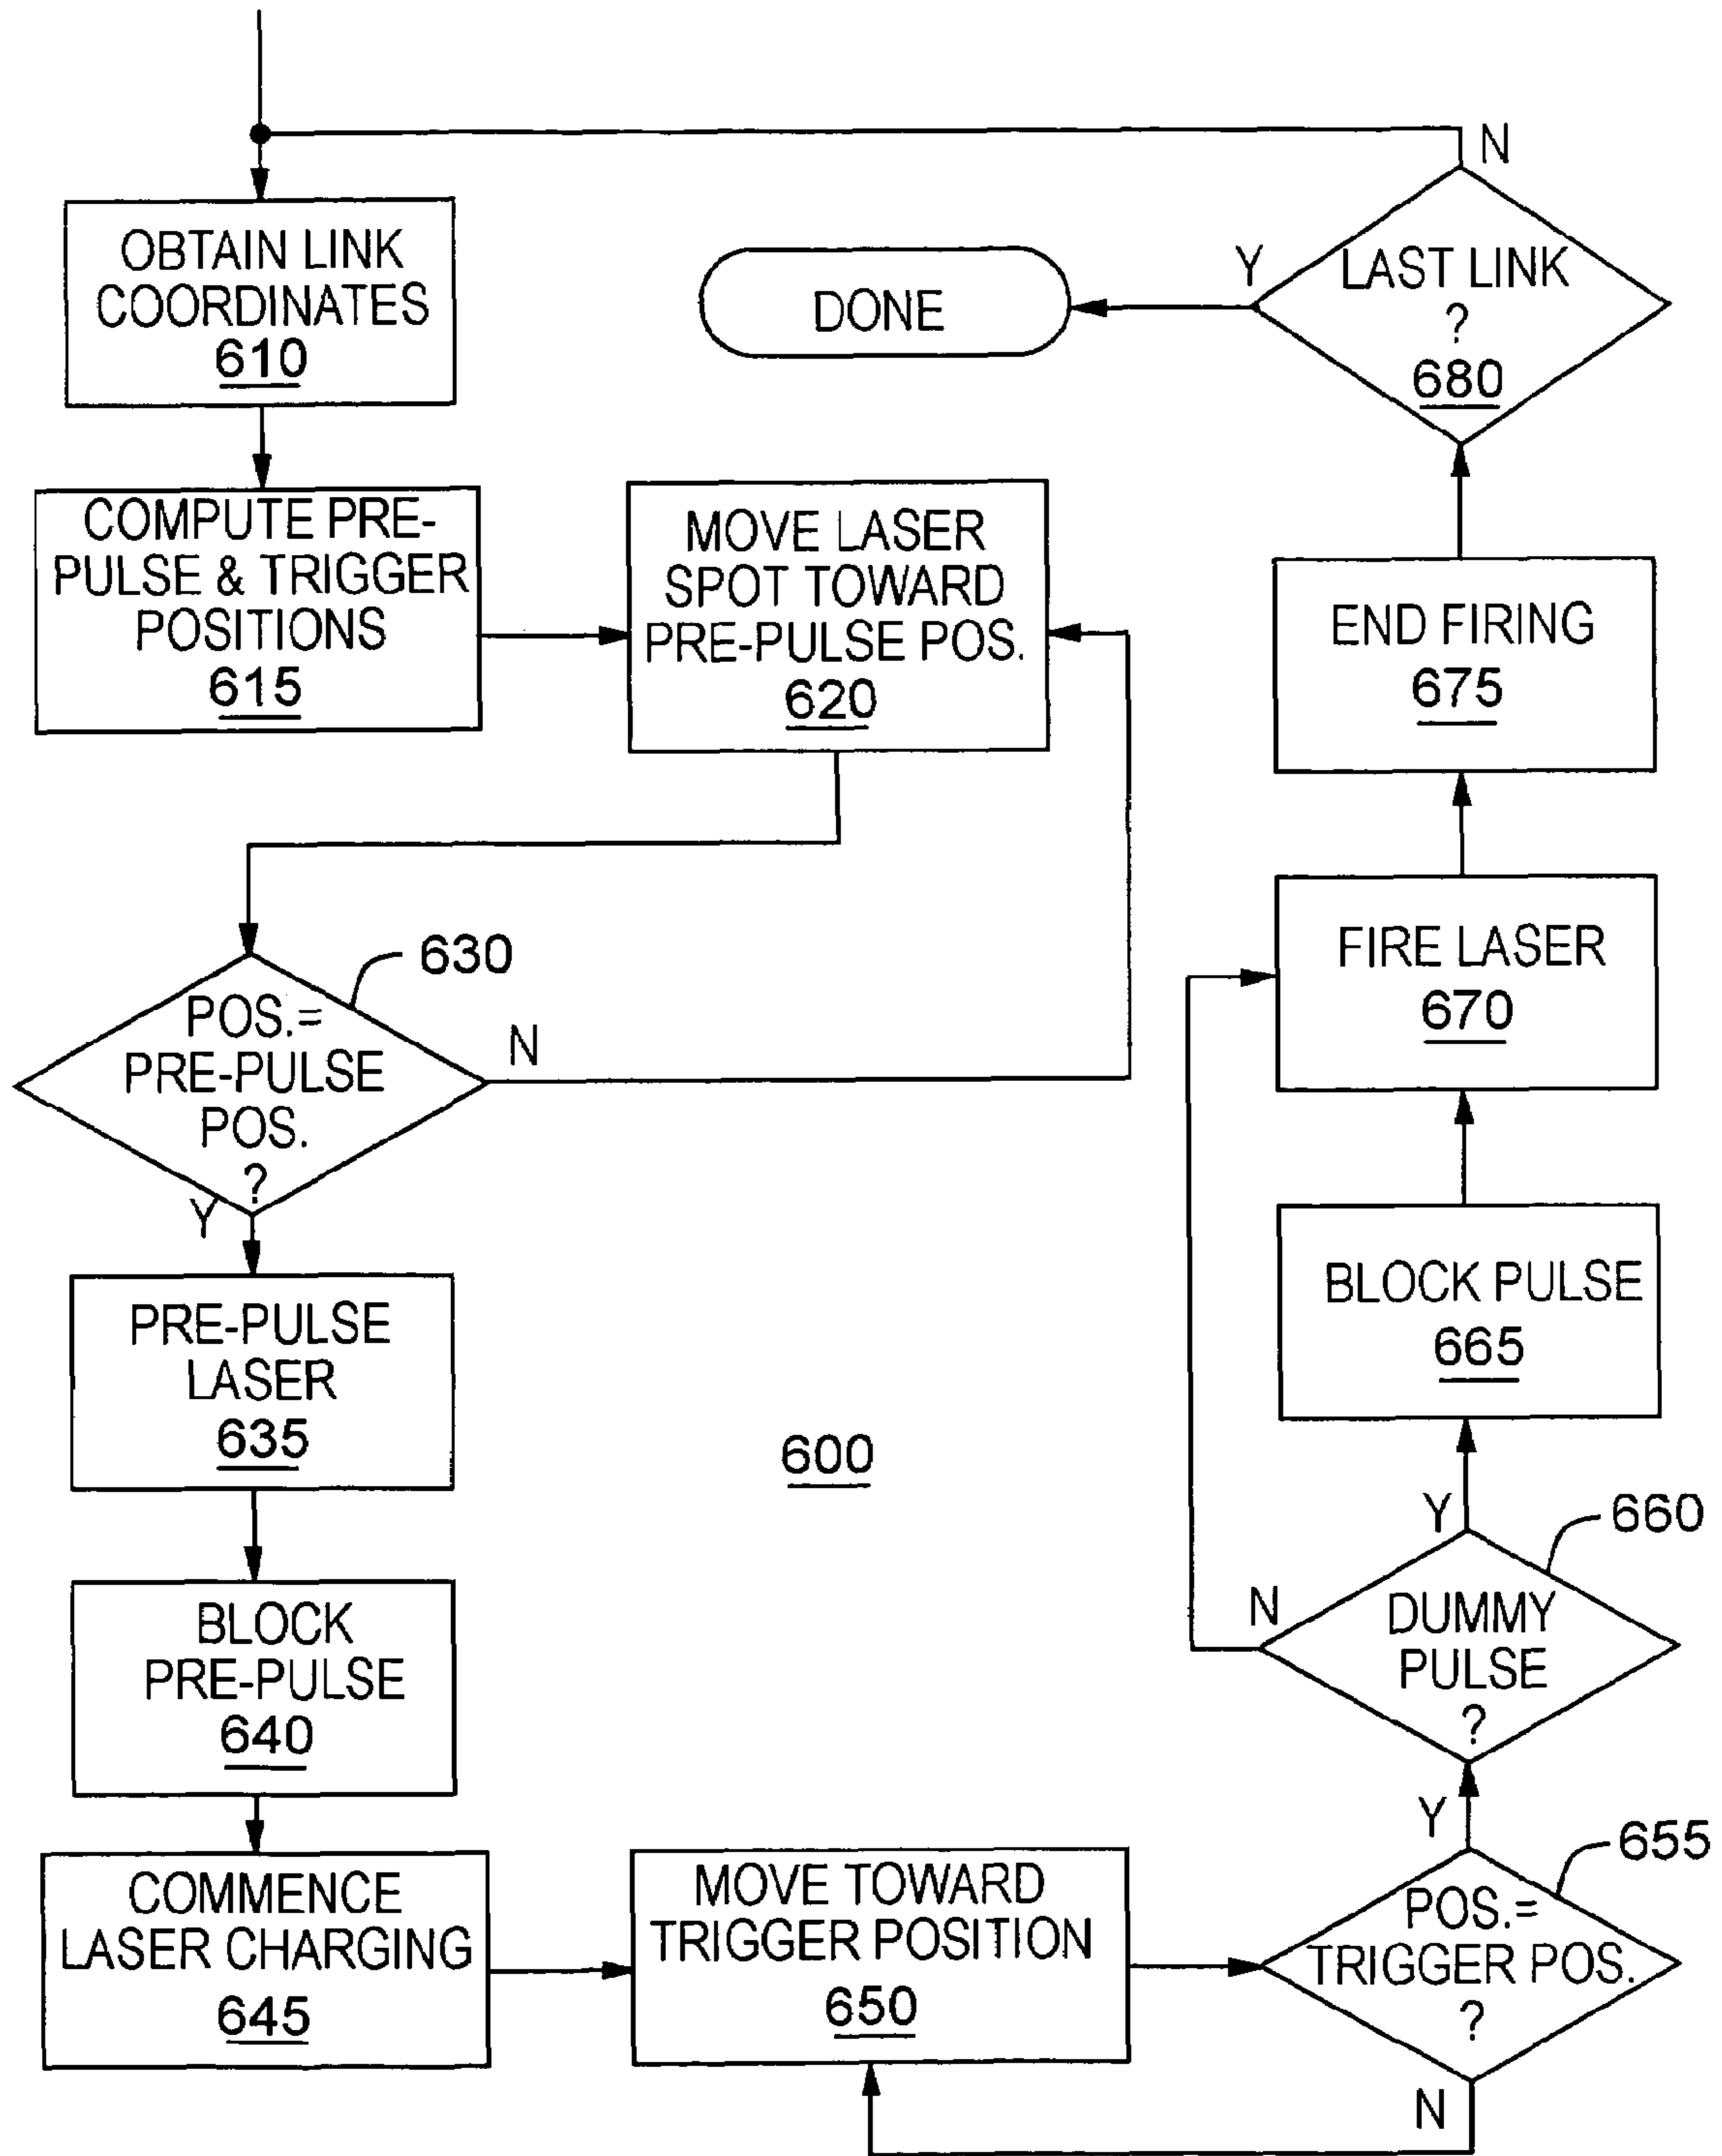 OBTAIN LINK
COORDINATES
610
COMPUTE PRE-
PULSE & TRIGGER
POSITIONS
615
MOVE LASER
SPOT TOWARD
PRE-PULSE POS.
620
630
POS.=
PRE-PULSE
POS.
?
N
Y
PRE-PULSE
LASER
635
BLOCK
PRE-PULSE
640
COMMENCE
LASER CHARGING
645
MOVE TOWARD
TRIGGER POSITION
650
655
POS.=
TRIGGER POS.
?
N
Y
660
DUMMY
PULSE
?
N
Y
BLOCK PULSE
665
FIRE LASER
670
END FIRING
675
LAST LINK
?
680
N
Y
DONE
600